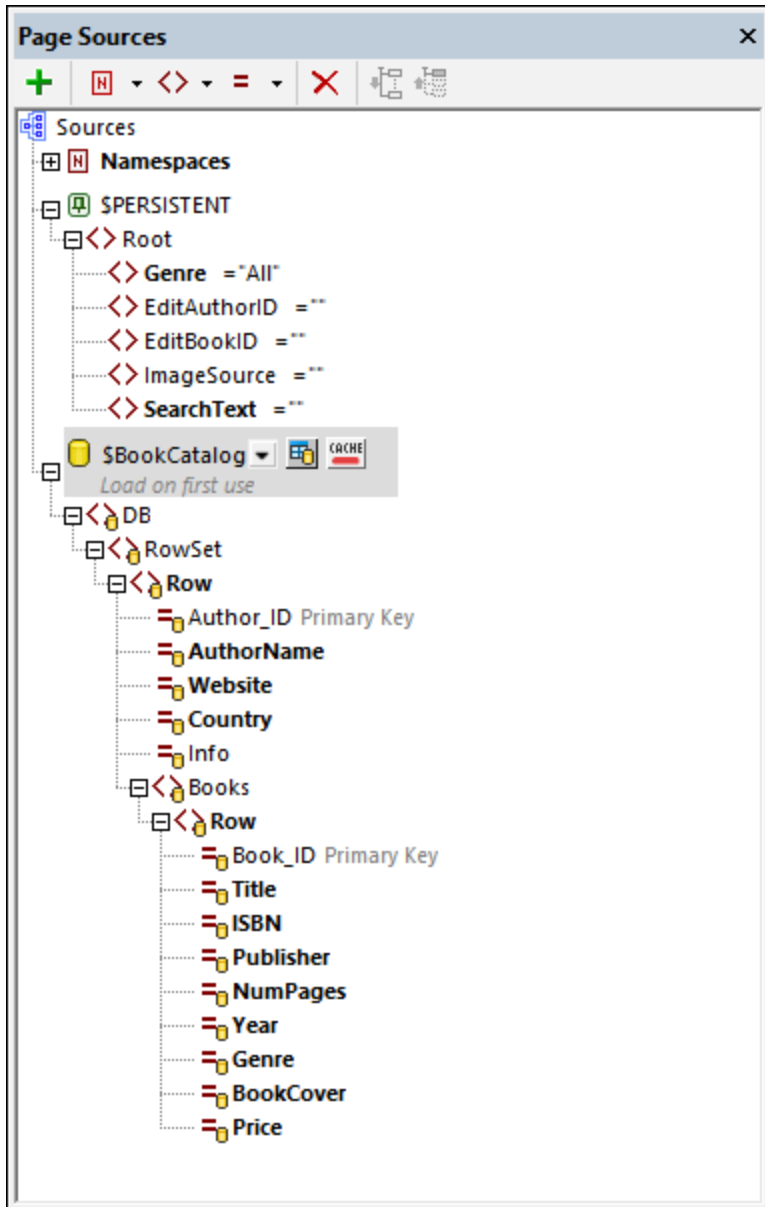 Page Sources
Sources
Namespaces
$PERSISTENT
Root
Genre ="All"
EditAuthorID =""
EditBookID =""
ImageSource =""
SearchText =""
$BookCatalog CACHE
Load on first use
DB
RowSet
Row
Author_ID Primary Key
AuthorName
Website
Country
Info
Books
Row
Book_ID Primary Key
Title
ISBN
Publisher
NumPages
Year
Genre
BookCover
Price